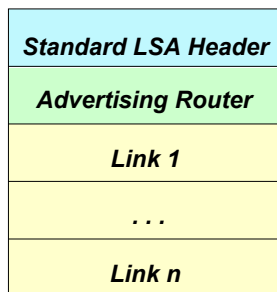 Standard LSA Header
Advertising Router
Link 1
. . .
Link n